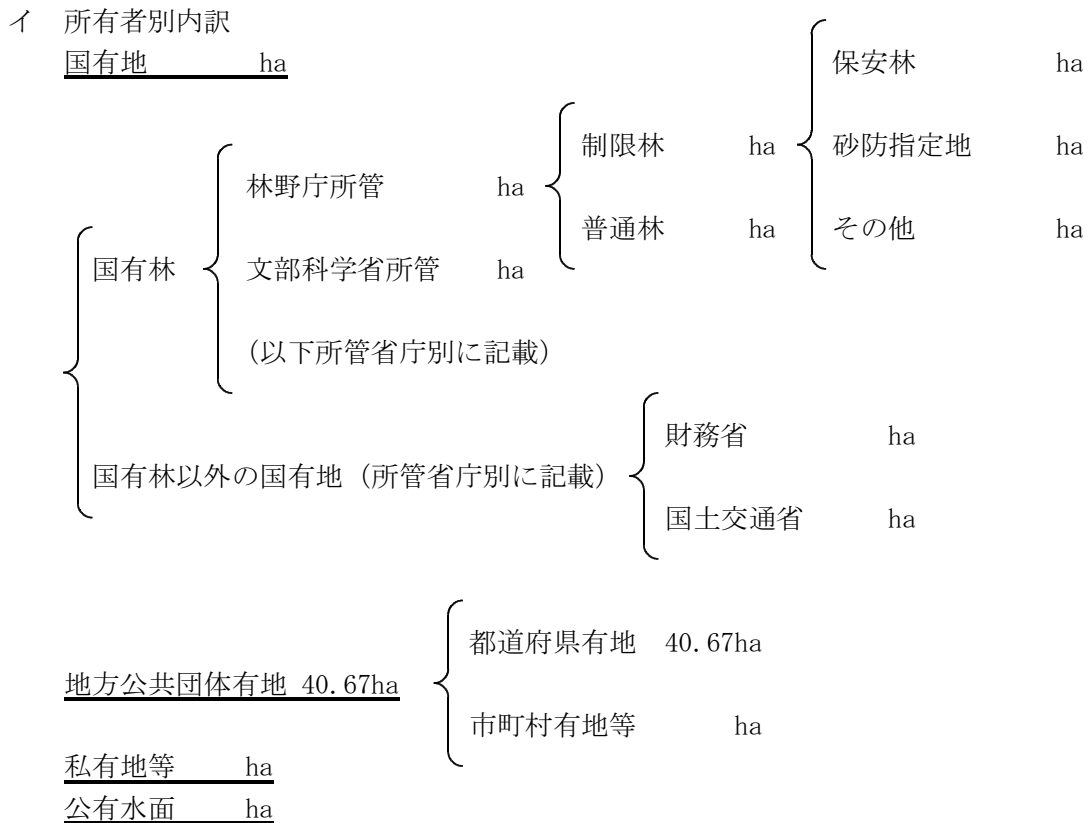 イ 所有者別内訳
国有地 ha
保安林 ha
制限林 ha
砂防指定地 ha
林野庁所管 ha
普通林 ha
その他 ha
国有林
文部科学省所管 ha
(以下所管省庁別に記載)
財務省 ha
国有林以外の国有地(所管省庁別に記載)
国土交通省 ha
都道府県有地 40.67ha
地方公共団体有地 40.67ha
市町村有地等 ha
私有地等 ha
公有水面 ha